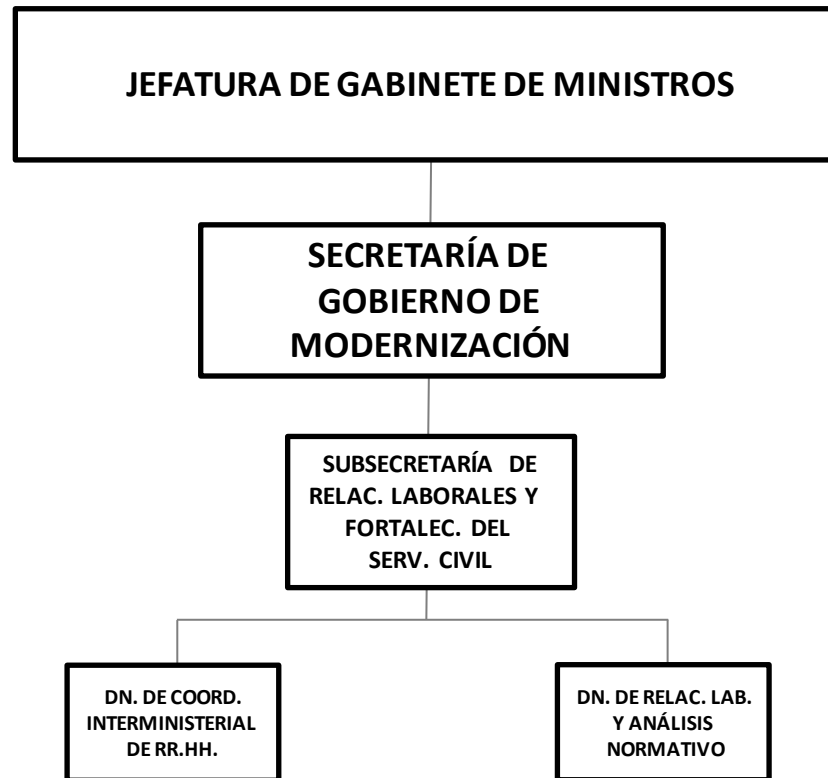 JEFATURA DE GABINETE DE MINISTROS
SECRETARÍA DE
GOBIERNO DE
MODERNIZACIÓN
SUBSECRETARÍA DE
RELAC. LABORALES Y
FORTALEC. DEL
SERV. CIVIL
DN. DE COORD.
INTERMINISTERIAL
DE RR.HH.
DN. DE RELAC. LAB.
Y ANÁLISIS
NORMATIVO